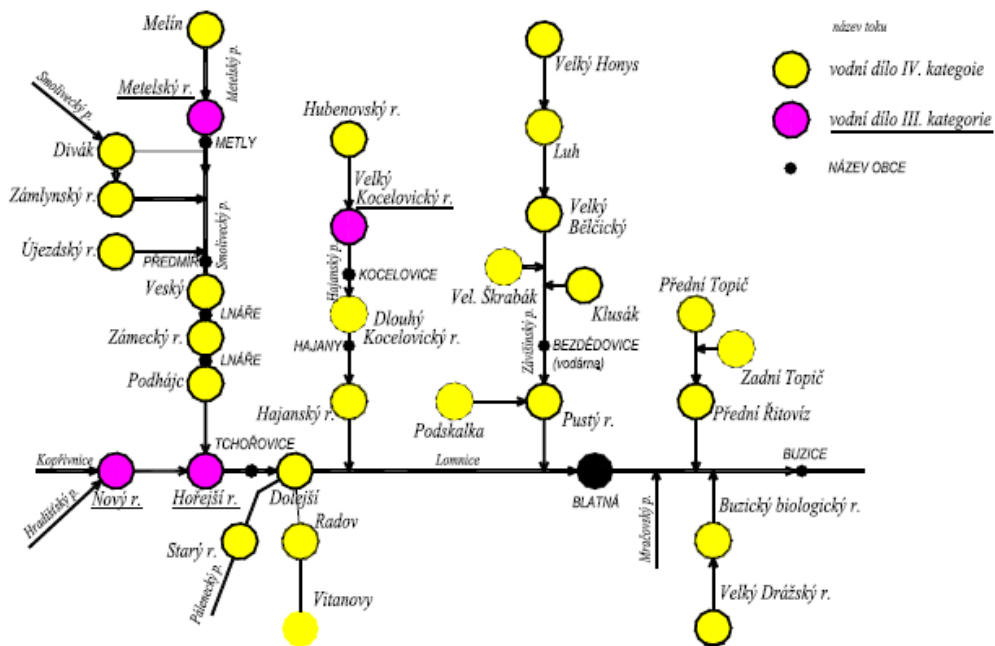 Melín
název toku
Metelský p.
Velký Honys
vodní dílo IV. kategoie
Smolivecký p.
Metelský r.
Hubenovský r.
vodní dílo III. kategorie
METLY
Divák
Luh
NÁZEV OBCE
Velký
Kocelovický r.
Zámlynský r.
Velký
Bělčický
Smolivecký p.
Újezdský r.
PŘEDMÍŘ
Hajanský p.
KOCELOVICE
Vel. Škrabák
Klusák
Přední Topič
Veský
LNÁŘE
Dlouhý
Kocelovický r.
Závišínský p.
Zámecký r.
HAJANY
BEZDĚDOVICE
(vodárna)
LNÁŘE
Zadní Topič
Podhájc
Hajanský r.
Podskalka
Pustý r.
Přední Řitovíz
TCHOŘOVICE
Kopřivnice
Lomnice
BUZICE
Nový r.
Hořejší r.
Dolejší
BLATNÁ
Hradišťský p.
Radov
Buzický biologický r.
Mračovský p.
Starý r.
Pálenecký p.
Vitanovy
Velký Drážský r.